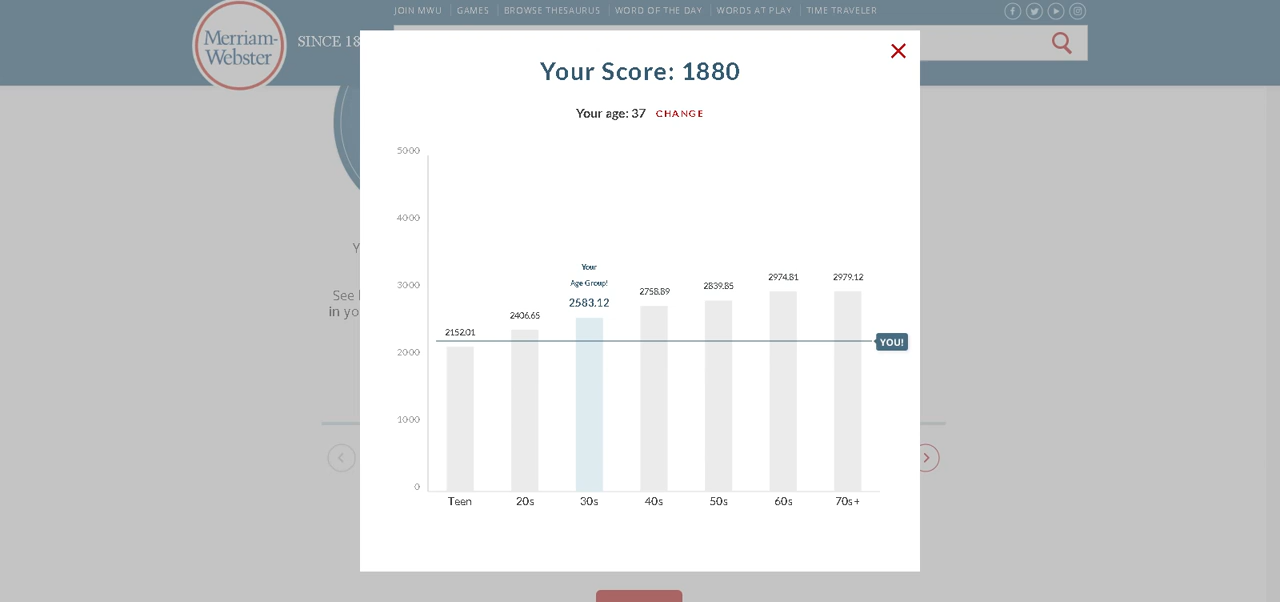 JOIN MWU GAMES BROWSE THESAURUS WORD OF THE DAY WORDS AT PLAY TIME TRAVELER
Merriam-
Webster
SINCE 18
Your Score: 1880
Your age: 37 CHANGE
5000
4000
3000
2000
1000
0
Your
Age Group!
2152.01
2406.65
2583.12
2758.89
2839.85
2974.81
2979.12
YOU!
Teen 20s 30s 40s 50s 60s 70s+
Y
See
in yo